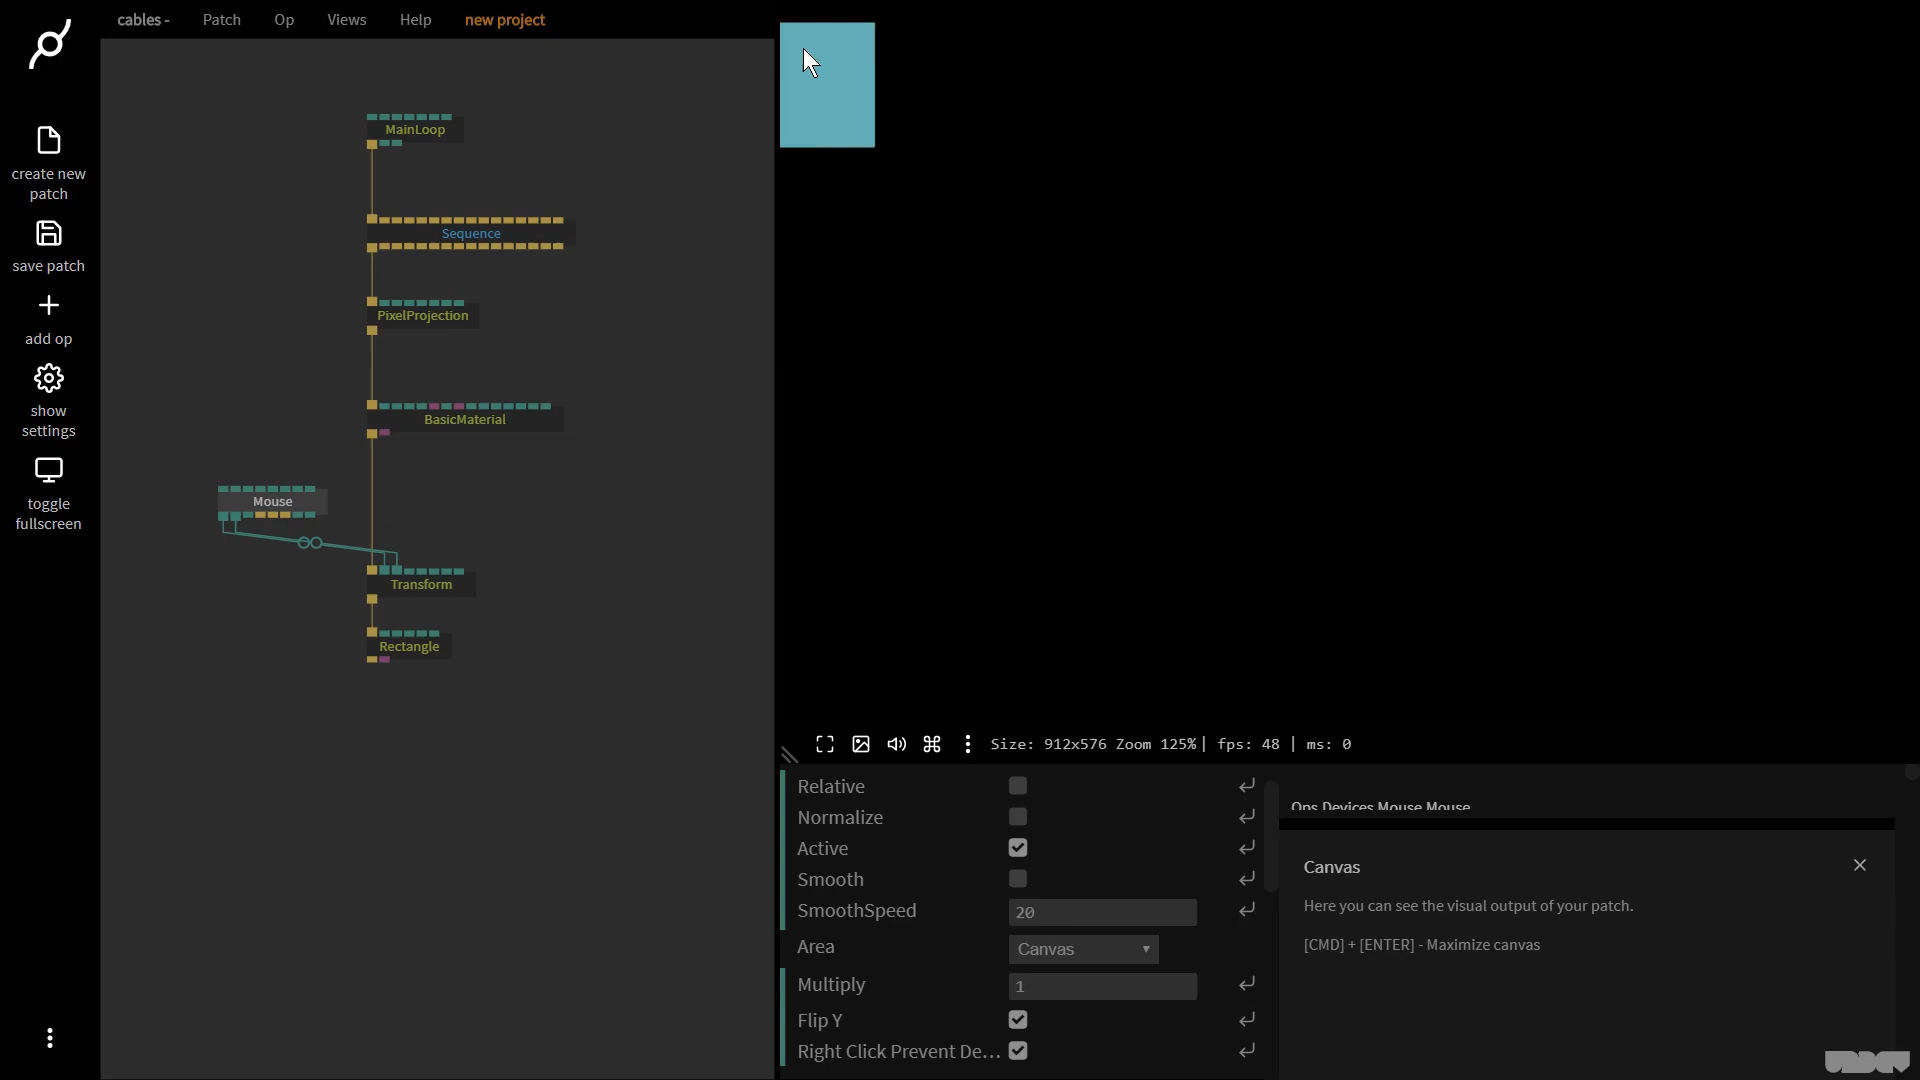 cables -
Patch
Op
Views
Help
new project
create new
patch
save patch
add op
show
settings
toggle
fullscreen
MainLoop
Sequence
PixelProjection
BasicMaterial
Mouse
Transform
Rectangle
Size: 912x576 Zoom 125% | fps: 48 | ms: 0
Relative
Normalize
Active
Smooth
SmoothSpeed 20
Area Canvas
Multiply 1
Flip Y
Right Click Prevent De...
Ops Devices Mouse Mouse
Canvas
Here you can see the visual output of your patch.
[CMD] + [ENTER] - Maximize canvas